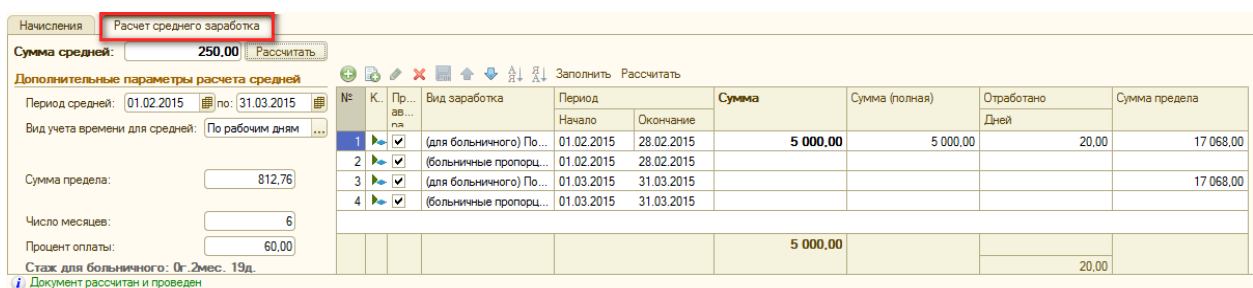 Начисления Расчет среднего заработка
Сумма средней: 250,00 Рассчитать
Дополнительные параметры расчета средней
Заполнить Рассчитать
Период средней: 01.02.2015 по: 31.03.2015
Вид учета времени для средней: По рабочим дням ...
Сумма предела: 812,76
Число месяцев: 6
Процент оплаты: 60,00
Стаж для больничного: 0г.2мес. 19д.
№ К.. Пр... ав... ра Вид заработка Период Сумма Сумма (полная) Отработано Сумма предела
Начало Окончание Дней
1 (для больничного) По... 01.02.2015 28.02.2015 5 000,00 5 000,00 20,00 17 068,00
2 (больничные пропорц... 01.02.2015 28.02.2015
3 (для больничного) По... 01.03.2015 31.03.2015 17 068,00
4 (больничные пропорц... 01.03.2015 31.03.2015
5 000,00
20,00
Документ рассчитан и проведен